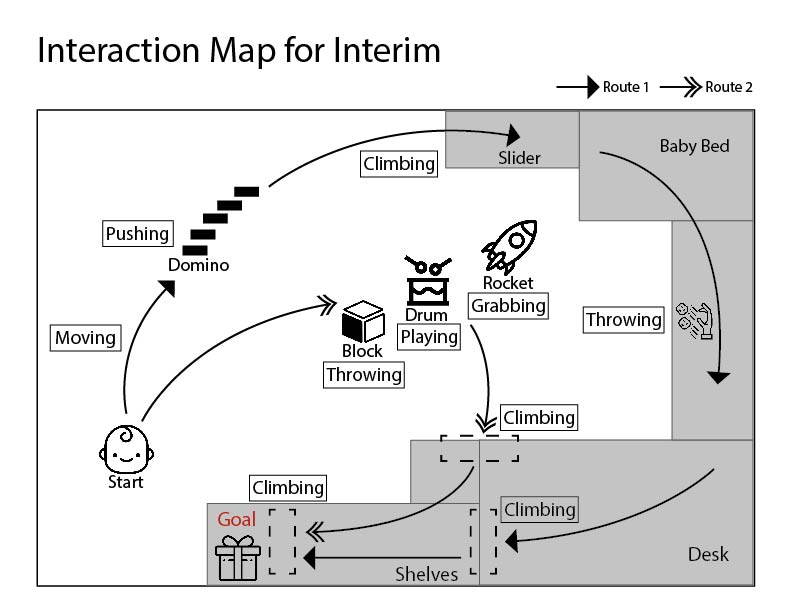 Interaction Map for Interim
Route 1
Route 2
Baby Bed
Slider
Climbing
Pushing
Domino
Rocket
Grabbing
Drum
Playing
Throwing
Moving
Block
Throwing
Climbing
Start
Climbing
Climbing
Goal
Desk
Shelves